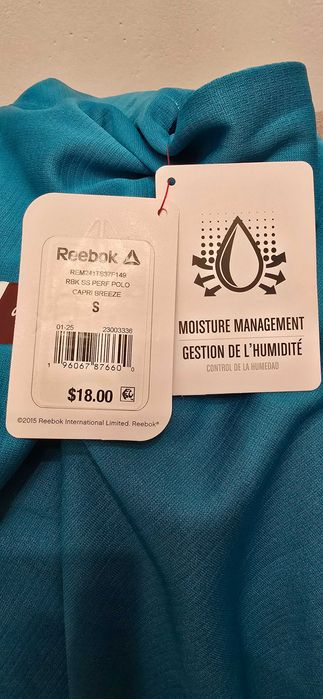 Reebok
REM241TS37F149
RBK SS PERF POLO
CAPRI BREEZE
S
01-25 23003336
1 96067 87660 0
$18.00
©2015 Reebok International Limited. Reebok®
MOISTURE MANAGEMENT
GESTION DE L'HUMIDITÉ
CONTROL DE LA HUMEDAD